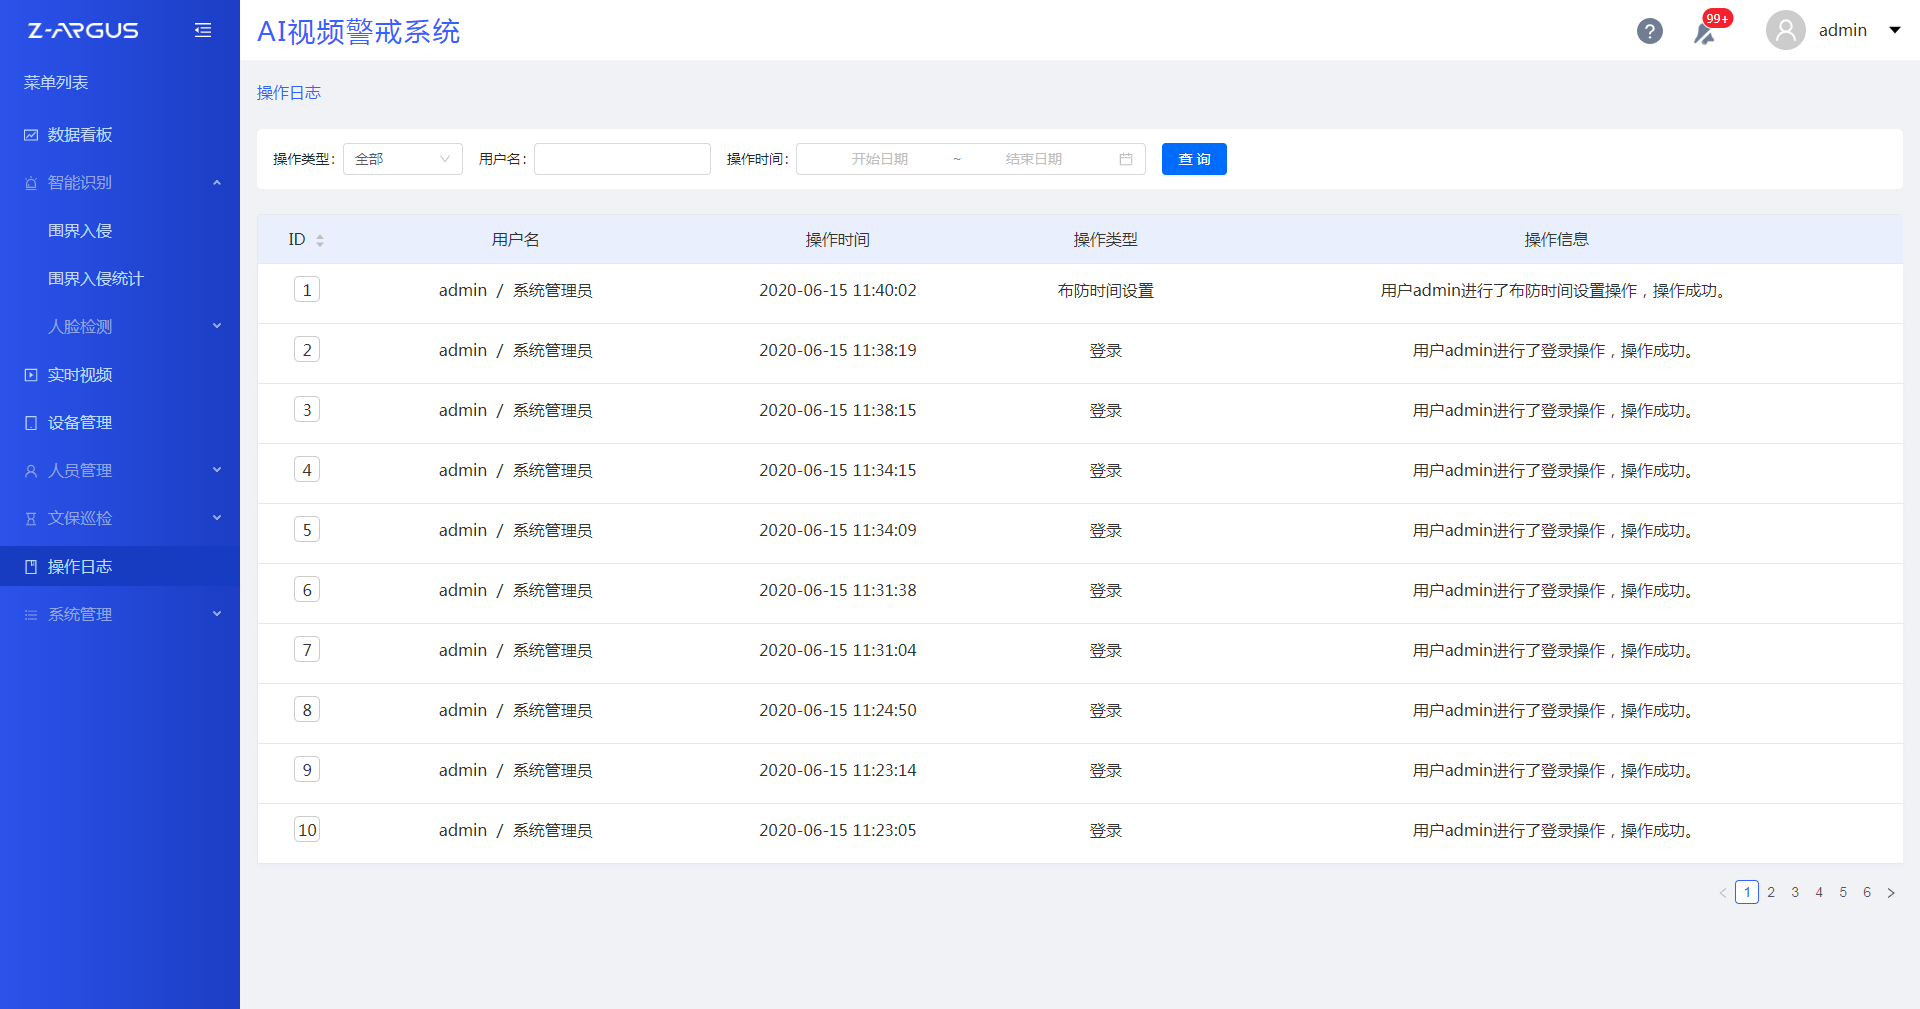 Z-ARGUS
AI视频警戒系统
?
99+
admin
菜单列表
数据看板
智能识别
围界入侵
围界入侵统计
人脸检测
实时视频
设备管理
人员管理
文保巡检
操作日志
系统管理
操作日志
操作类型: 全部 用户名: 操作时间: 开始日期 ~ 结束日期 查 询
ID 用户名 操作时间 操作类型 操作信息
1 admin / 系统管理员 2020-06-15 11:40:02 布防时间设置 用户admin进行了布防时间设置操作，操作成功。
2 admin / 系统管理员 2020-06-15 11:38:19 登录 用户admin进行了登录操作，操作成功。
3 admin / 系统管理员 2020-06-15 11:38:15 登录 用户admin进行了登录操作，操作成功。
4 admin / 系统管理员 2020-06-15 11:34:15 登录 用户admin进行了登录操作，操作成功。
5 admin / 系统管理员 2020-06-15 11:34:09 登录 用户admin进行了登录操作，操作成功。
6 admin / 系统管理员 2020-06-15 11:31:38 登录 用户admin进行了登录操作，操作成功。
7 admin / 系统管理员 2020-06-15 11:31:04 登录 用户admin进行了登录操作，操作成功。
8 admin / 系统管理员 2020-06-15 11:24:50 登录 用户admin进行了登录操作，操作成功。
9 admin / 系统管理员 2020-06-15 11:23:14 登录 用户admin进行了登录操作，操作成功。
10 admin / 系统管理员 2020-06-15 11:23:05 登录 用户admin进行了登录操作，操作成功。
< 1 2 3 4 5 6 >